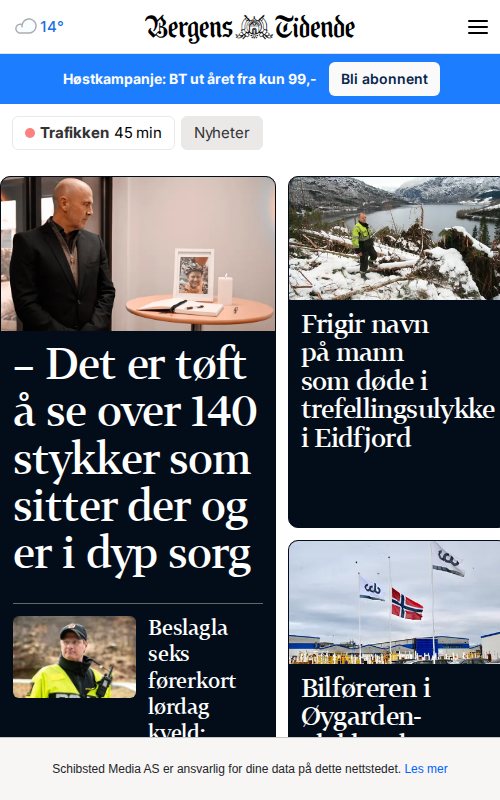 14°
Bergens Tidende
Høstkampanje: BT ut året fra kun 99,-
Bli abonnent
Trafikken 45 min
Nyheter
– Det er tøft
å se over 140
stykker som
sitter der og
er i dyp sorg
Beslagla
seks
førerkort
lørdag
kveld:
Frigir navn
på mann
som døde i
trefellingsulykke
i Eidfjord
Bilføreren i
Øygarden-
Schibsted Media AS er ansvarlig for dine data på dette nettstedet. Les mer